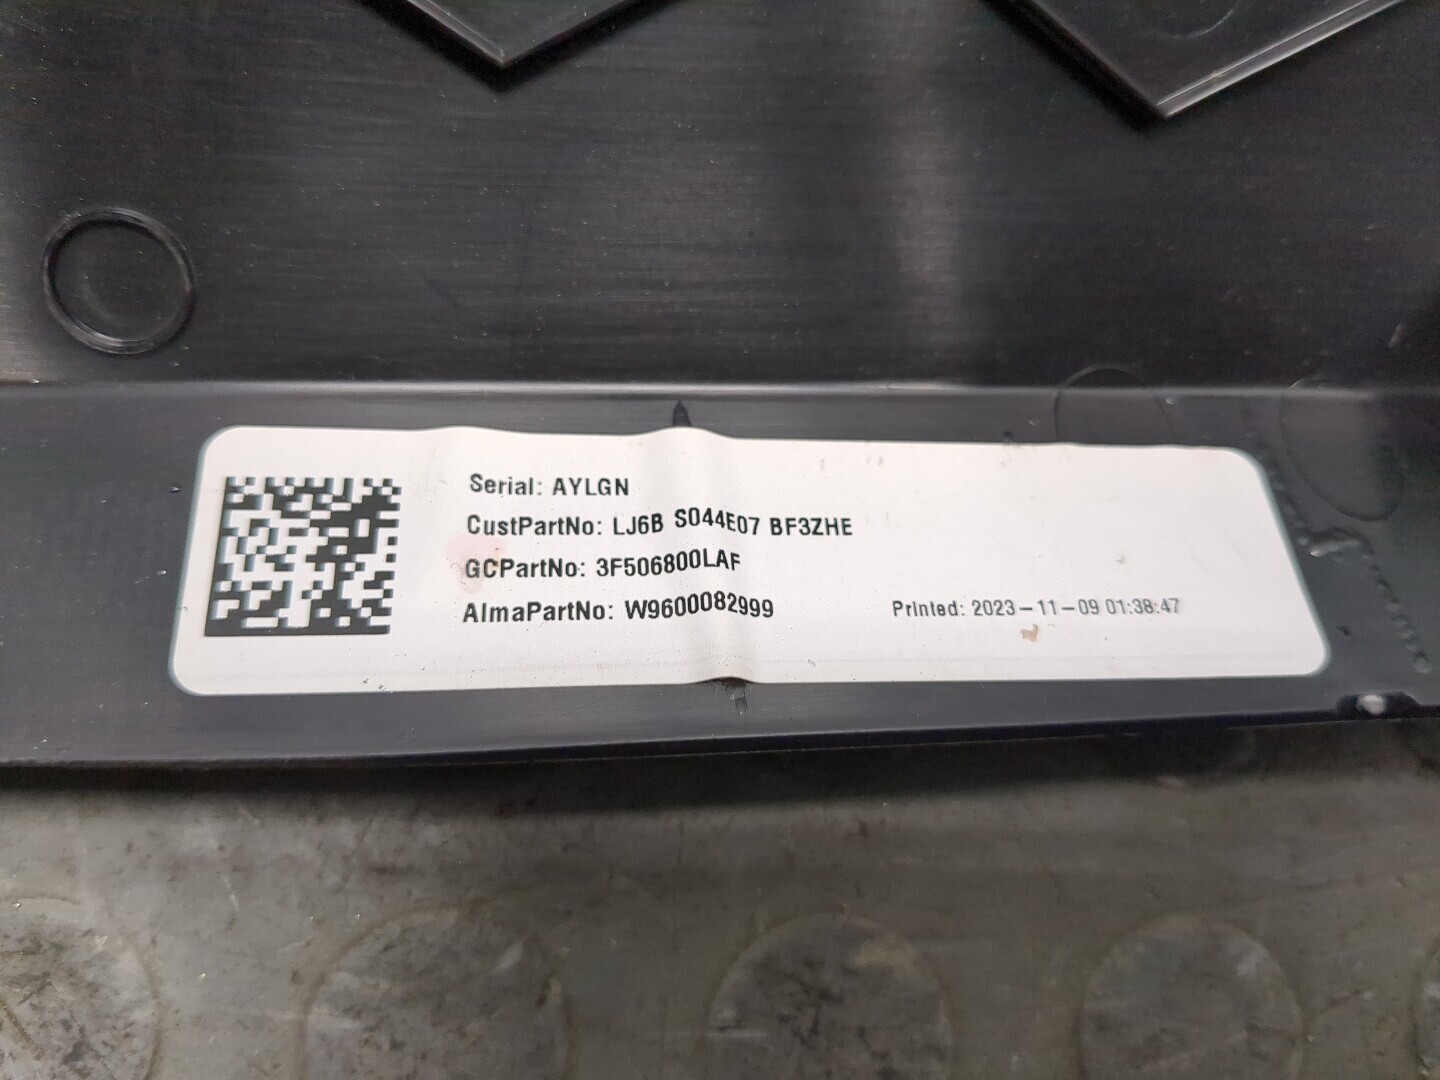 Serial: AYLGN
CustPartNo: LJ6B S044E07 BF3ZHE
GCPartNo: 3F506800LAF
AlmaPartNo: W9600082999
Printed: 2023-11-09 01:38:47